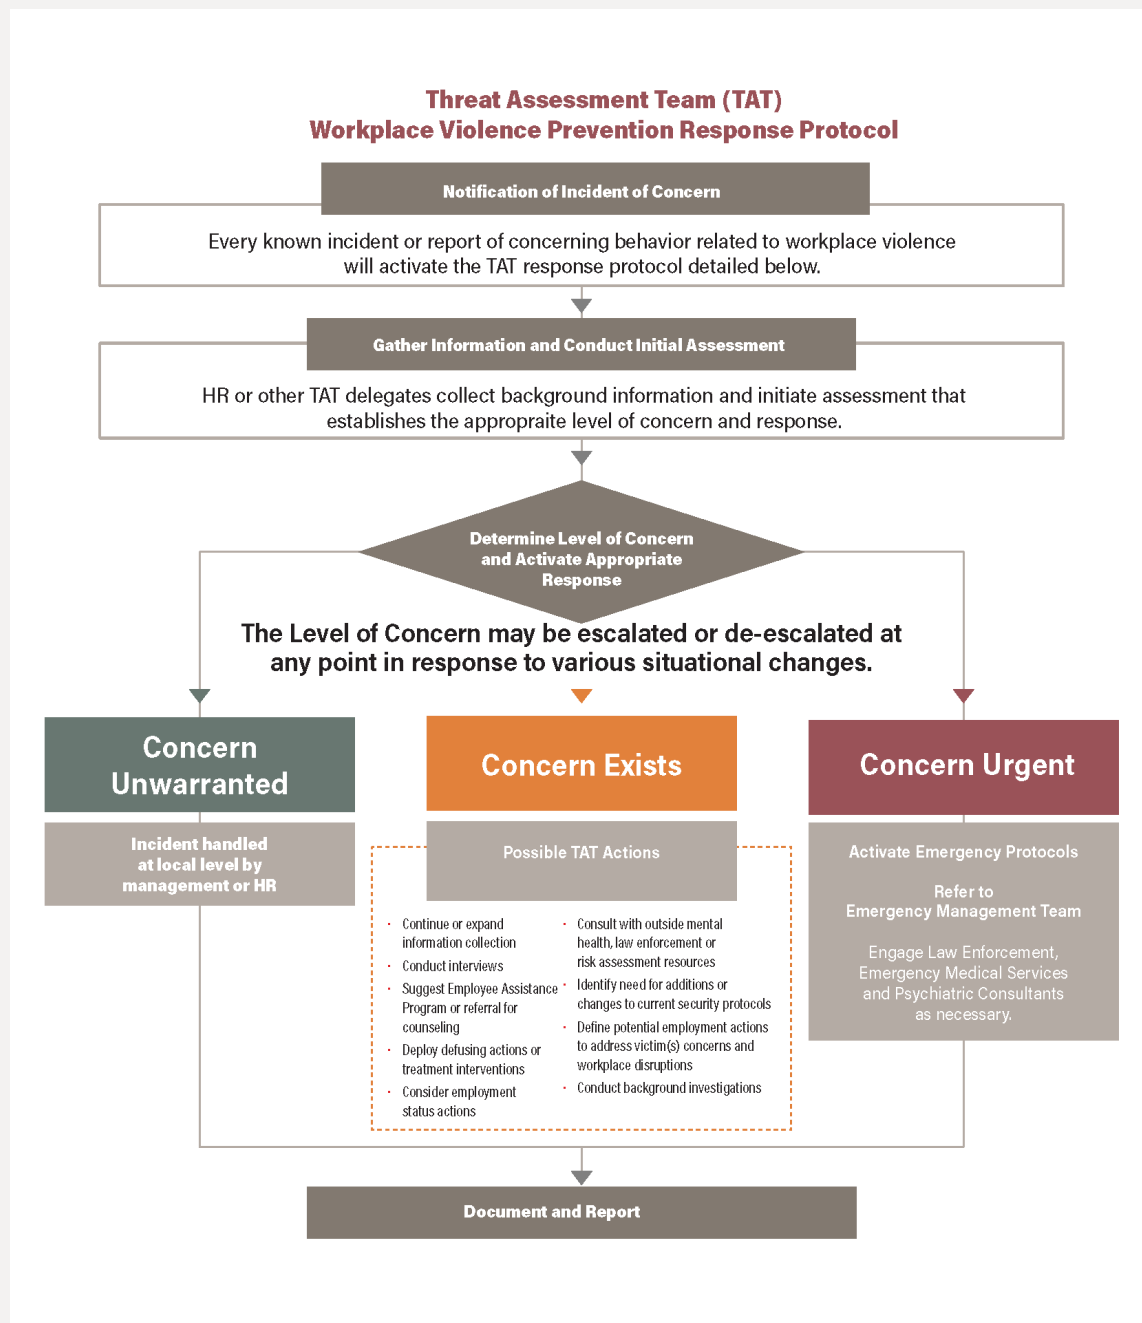 Threat Assessment Team (TAT)
Workplace Violence Prevention Response Protocol
Notification of Incident of Concern
Every known incident or report of concerning behavior related to workplace violence
will activate the TAT response protocol detailed below.
Gather Information and Conduct Initial Assessment
HR or other TAT delegates collect background information and initiate assessment that
establishes the appropraite level of concern and response.
Determine Level of Concern
and Activate Appropriate
Response
The Level of Concern may be escalated or de-escalated at
any point in response to various situational changes.
Concern
Unwarranted
Incident handled
at local level by
management or HR
Concern Exists
Possible TAT Actions
· Continue or expand
information collection
· Conduct interviews
· Suggest Employee Assistance
Program or referral for
counseling
· Deploy defusing actions or
treatment interventions
· Consider employment
status actions
· Consult with outside mental
health, law enforcement or
risk assessment resources
· Identify need for additions or
changes to current security protocols
· Define potential employment actions
to address victim(s) concerns and
workplace disruptions
· Conduct background investigations
Concern Urgent
Activate Emergency Protocols
Refer to
Emergency Management Team
Engage Law Enforcement,
Emergency Medical Services
and Psychiatric Consultants
as necessary.
Document and Report